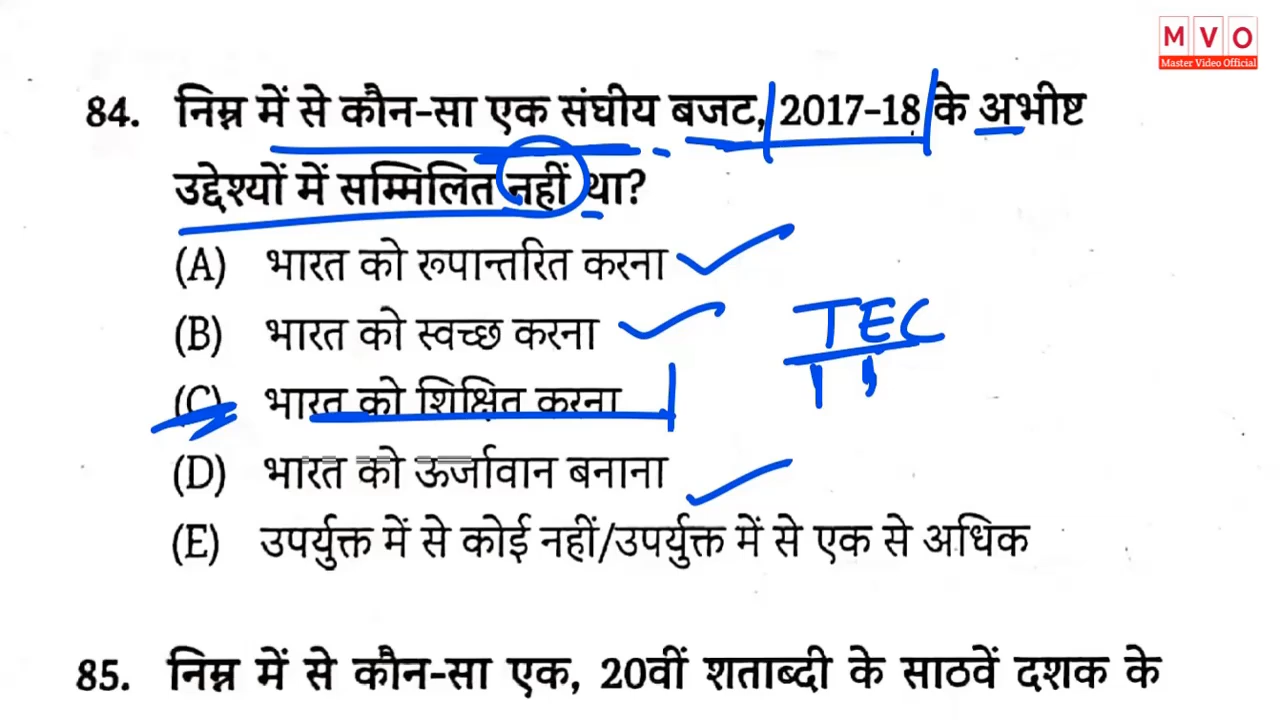 MVO
Master Video Official
84. निम्न में से कौन-सा एक संघीय बजट, 2017-18 के अभीष्ट
उद्देश्यों में सम्मिलित नहीं था?
(A) भारत को रूपान्तरित करना
(B) भारत को स्वच्छ करना
TEC
(C) भारत को शिक्षित करना
(D) भारत को ऊर्जावान बनाना
(E) उपर्युक्त में से कोई नहीं/उपर्युक्त में से एक से अधिक
85. निम्न में से कौन-सा एक, 20वीं शताब्दी के साठवें दशक के